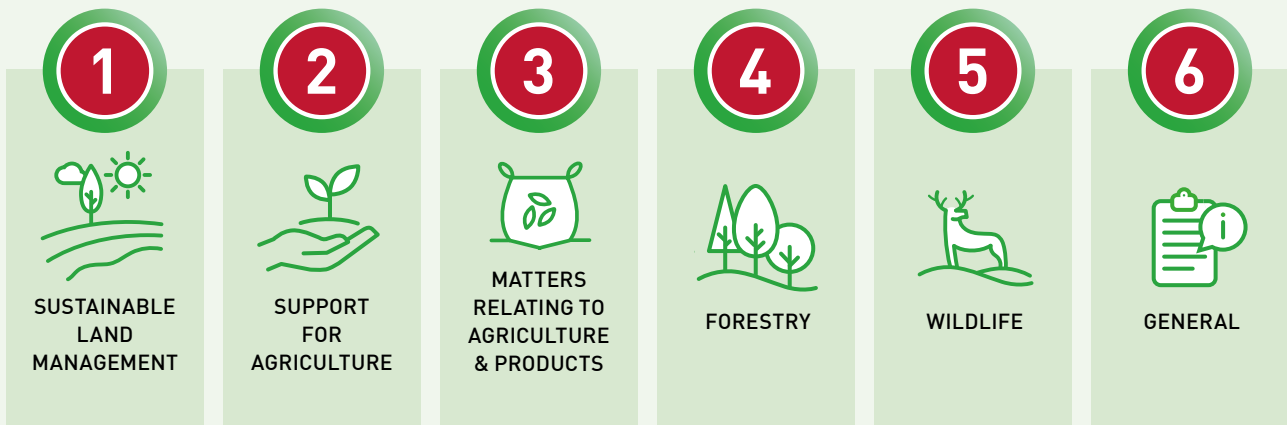 1
2
3
4
5
6
SUSTAINABLE
LAND
MANAGEMENT
SUPPORT
FOR
AGRICULTURE
MATTERS
RELATING TO
AGRICULTURE
& PRODUCTS
FORESTRY
WILDLIFE
i
GENERAL